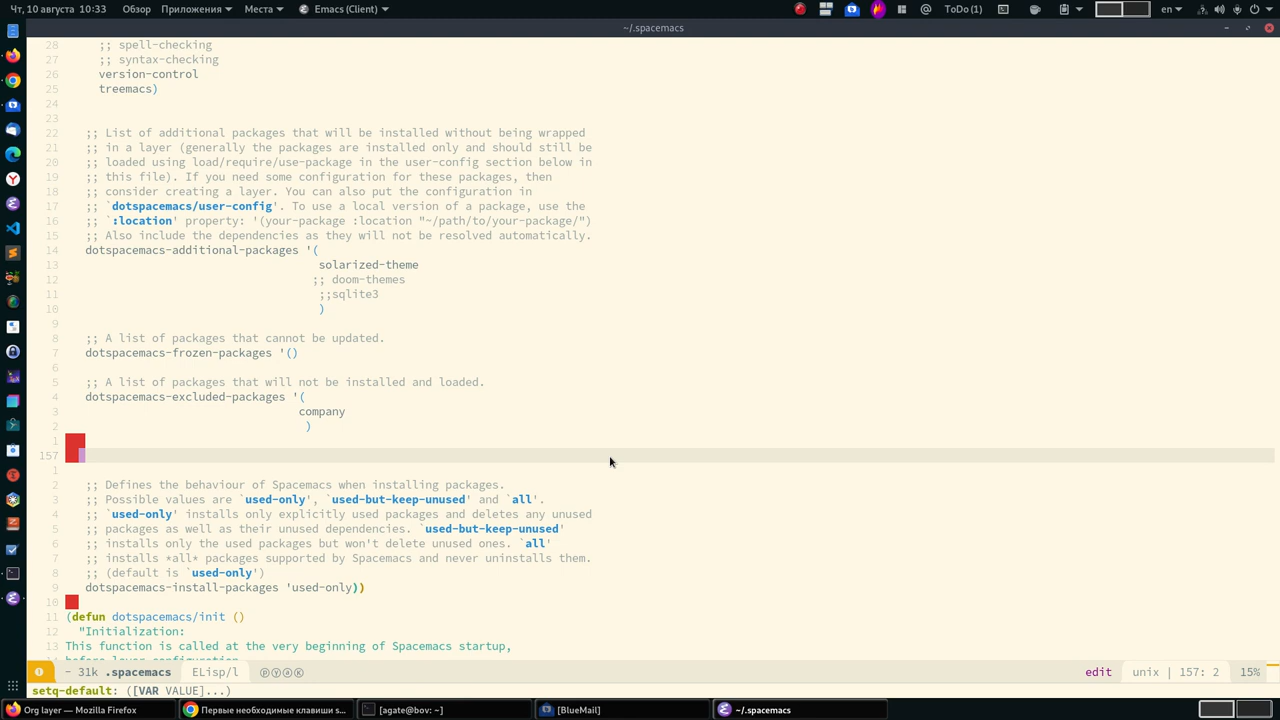 Чт, 10 августа 10:33 Обзор Приложения Места Emacs (Client) ToDo (1) en
~/.spacemacs
28 ;; spell-checking
27 ;; syntax-checking
26 version-control
25 treemacs)
24
23
22 ;; List of additional packages that will be installed without being wrapped
21 ;; in a layer (generally the packages are installed only and should still be
20 ;; loaded using load/require/use-package in the user-config section below in
19 ;; this file). If you need some configuration for these packages, then
18 ;; consider creating a layer. You can also put the configuration in
17 ;; `dotspacemacs/user-config'. To use a local version of a package, use the
16 ;; `:location' property: '(your-package :location "~/path/to/your-package/")
15 ;; Also include the dependencies as they will not be resolved automatically.
14 dotspacemacs-additional-packages '(
13 solarized-theme
12 ;; doom-themes
11 ;;sqlite3
10 )
9
8 ;; A list of packages that cannot be updated.
7 dotspacemacs-frozen-packages '()
6
5 ;; A list of packages that will not be installed and loaded.
4 dotspacemacs-excluded-packages '(
3 company
2 )
1
157
1
2 ;; Defines the behaviour of Spacemacs when installing packages.
3 ;; Possible values are `used-only', `used-but-keep-unused' and `all'.
4 ;; `used-only' installs only explicitly used packages and deletes any unused
5 ;; packages as well as their unused dependencies. `used-but-keep-unused'
6 ;; installs only the used packages but won't delete unused ones. `all'
7 ;; installs *all* packages supported by Spacemacs and never uninstalls them.
8 ;; (default is `used-only')
9 dotspacemacs-install-packages 'used-only))
10
11 (defun dotspacemacs/init ()
12 "Initialization:
13 This function is called at the very beginning of Spacemacs startup,
before layer configuration.
- 31k .spacemacs ELisp/l ⓟⓨⓐⓚ edit unix | 157: 2 15%
setq-default: ([VAR VALUE]...)
Org layer — Mozilla Firefox Первые необходимые клавиши s... [agate@bov: ~] [BlueMail] ~/.spacemacs